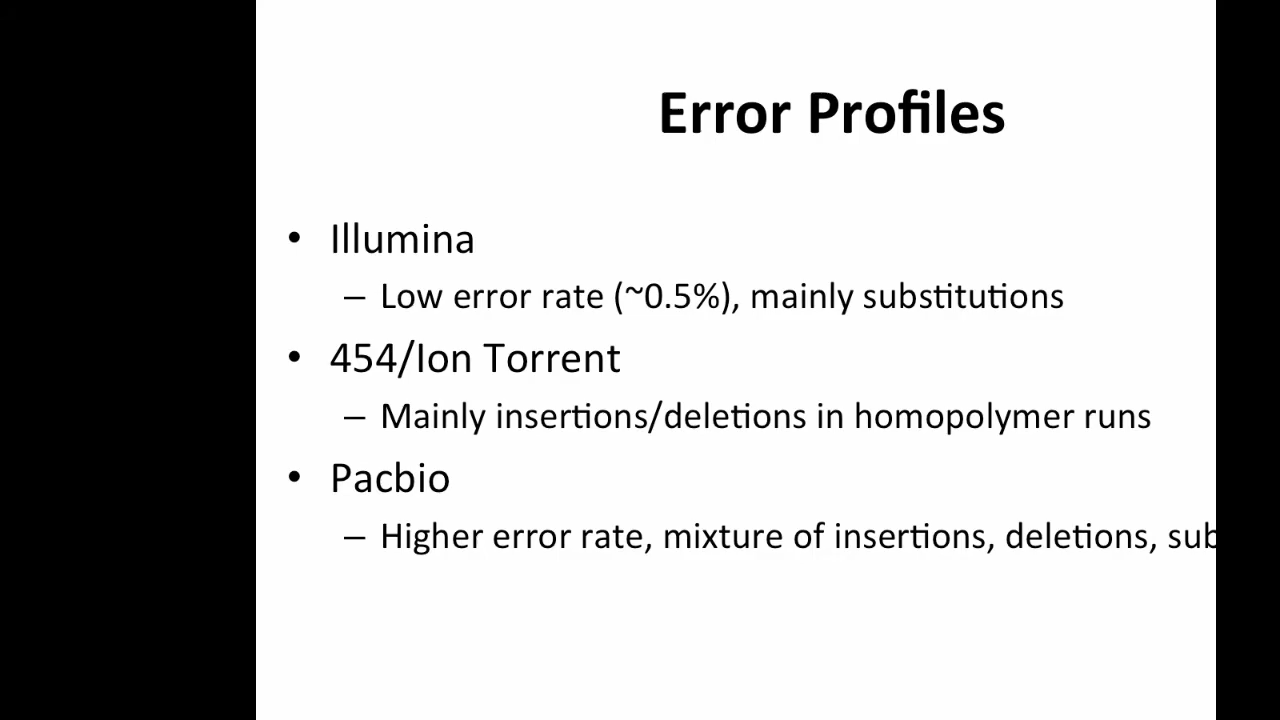 Error Profiles
• Illumina
– Low error rate (~0.5%), mainly substitutions
• 454/Ion Torrent
– Mainly insertions/deletions in homopolymer runs
• Pacbio
– Higher error rate, mixture of insertions, deletions,